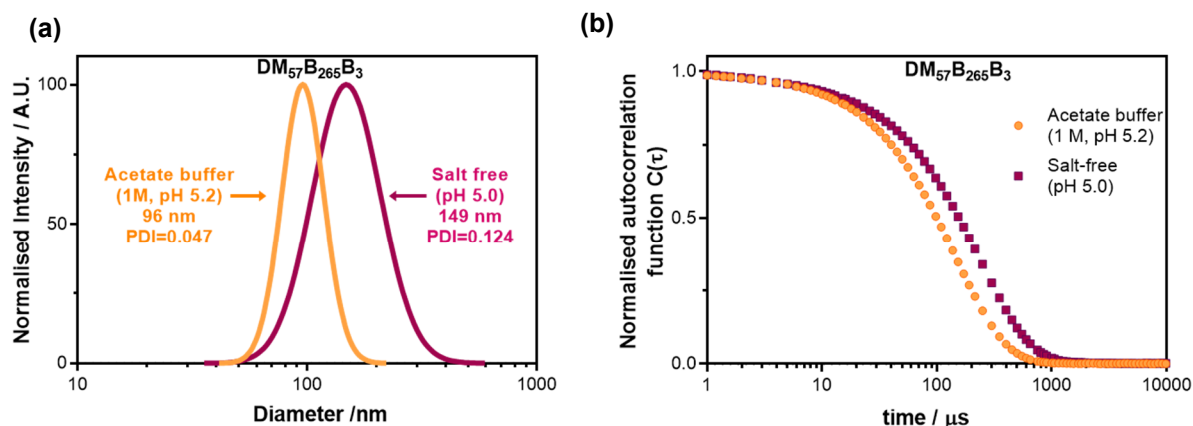 (a)
DM₅₇B₂₆₅B₃
Normalised Intensity / A.U.
100
50
0
Acetate buffer
(1M, pH 5.2)
96 nm
PDI=0.047
Salt free
(pH 5.0)
149 nm
PDI=0.124
10
100
1000
Diameter /nm
(b)
DM₅₇B₂₆₅B₃
Normalised autocorrelation
function C(τ)
1.0
0.5
0.0
Acetate buffer
(1 M, pH 5.2)
Salt-free
(pH 5.0)
1
10
100
1000
10000
time / µs